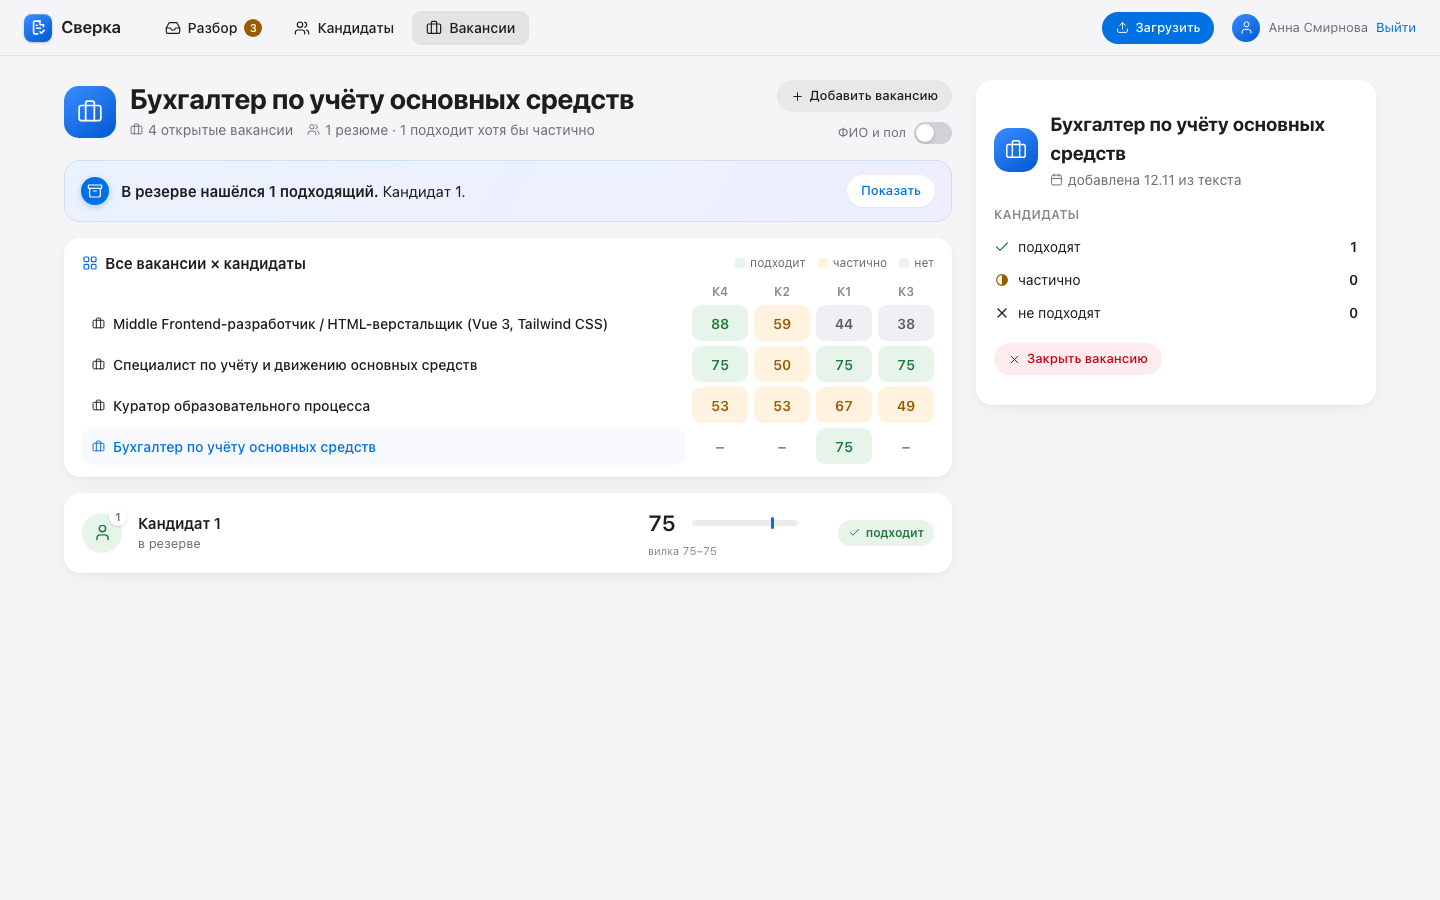 Сверка
Разбор 3
Кандидаты
Вакансии
Загрузить
Анна Смирнова
Выйти
Бухгалтер по учёту основных средств
4 открытые вакансии
1 резюме · 1 подходит хотя бы частично
Добавить вакансию
ФИО и пол
В резерве нашёлся 1 подходящий. Кандидат 1.
Показать
Все вакансии × кандидаты
подходит частично нет
К4 К2 К1 К3
Middle Frontend-разработчик / HTML-верстальщик (Vue 3, Tailwind CSS) 88 59 44 38
Специалист по учёту и движению основных средств 75 50 75 75
Куратор образовательного процесса 53 53 67 49
Бухгалтер по учёту основных средств – – 75 –
1
Кандидат 1
в резерве
75
вилка 75–75
подходит
Бухгалтер по учёту основных
средств
добавлена 12.11 из текста
КАНДИДАТЫ
подходят 1
частично 0
не подходят 0
Закрыть вакансию